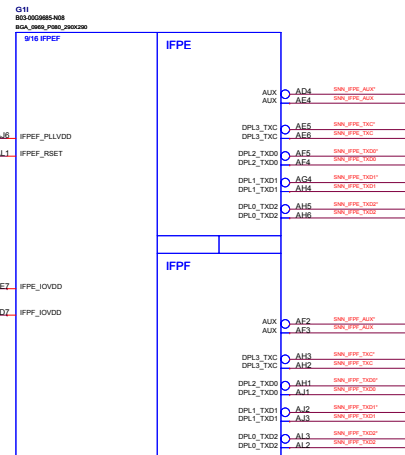 G1I
B03-00G9885-N08
BGA_0969_P080_290X290
9/16 IFPEF
IFPE
AUX AD4 SNN_IFPE_AUX*
AUX AE4 SNN_IFPE_AUX
J6 IFPEF_PLLVDD
DPL3_TXC AE5 SNN_IFPE_TXC*
DPL3_TXC AE6 SNN_IFPE_TXC
L1 IFPEF_RSET
DPL2_TXD0 AF5 SNN_IFPE_TXD0*
DPL2_TXD0 AF4 SNN_IFPE_TXD0
DPL1_TXD1 AG4 SNN_IFPE_TXD1*
DPL1_TXD1 AH4 SNN_IFPE_TXD1
DPL0_TXD2 AH5 SNN_IFPE_TXD2*
DPL0_TXD2 AH6 SNN_IFPE_TXD2
IFPF
E7 IFPE_IOVDD
D7 IFPF_IOVDD
AUX AF2 SNN_IFPF_AUX*
AUX AF3 SNN_IFPF_AUX
DPL3_TXC AH3 SNN_IFPF_TXC*
DPL3_TXC AH2 SNN_IFPF_TXC
DPL2_TXD0 AH1 SNN_IFPF_TXD0*
DPL2_TXD0 AJ1 SNN_IFPF_TXD0
DPL1_TXD1 AJ2 SNN_IFPF_TXD1*
DPL1_TXD1 AJ3 SNN_IFPF_TXD1
DPL0_TXD2 AL3 SNN_IFPF_TXD2*
DPL0_TXD2 AL2 SNN_IFPF_TXD2